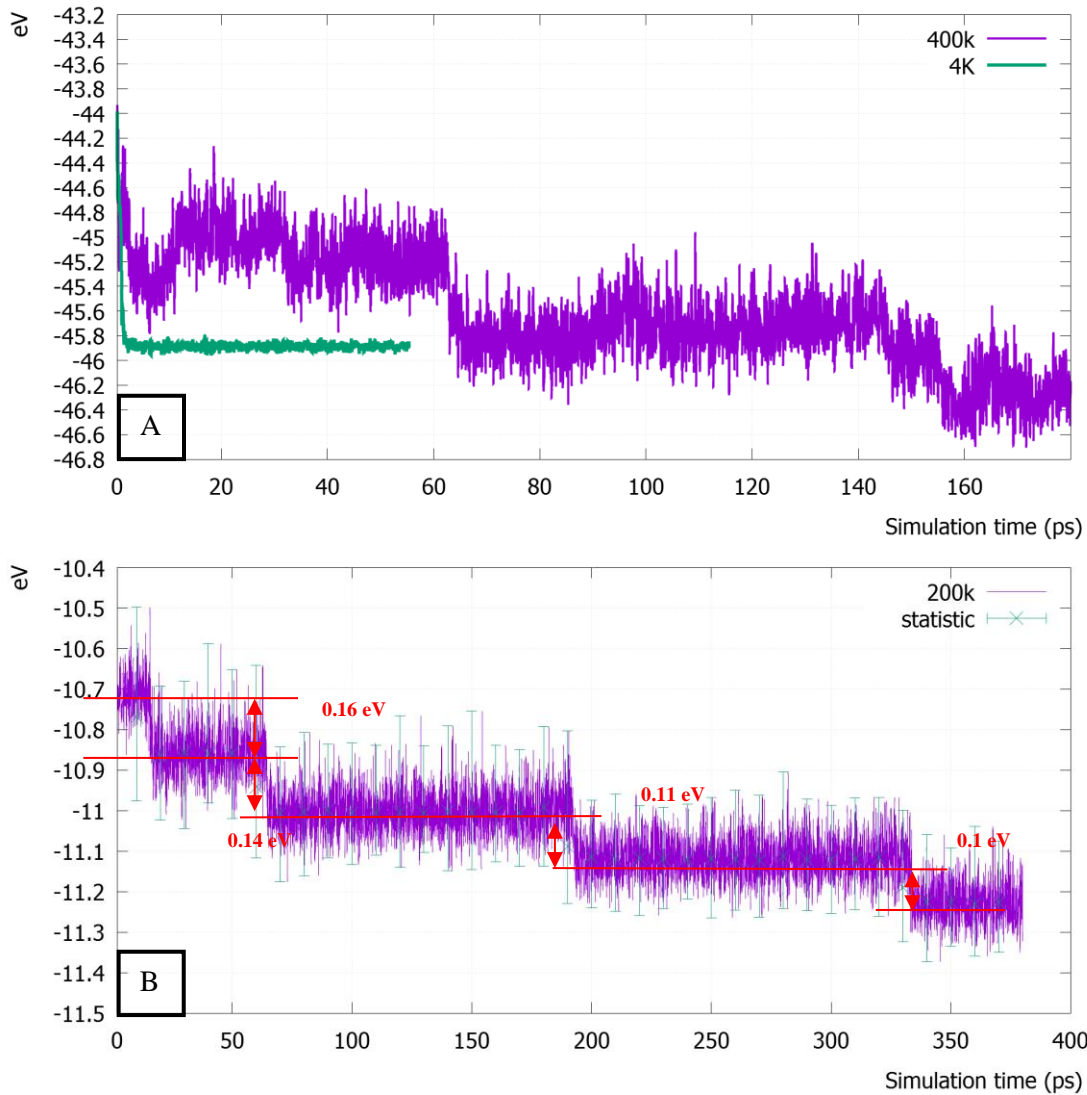 eV
-43.2
-43.4
-43.6
-43.8
-44
-44.2
-44.4
-44.6
-44.8
-45
-45.2
-45.4
-45.6
-45.8
-46
-46.2
-46.4
-46.6
-46.8
400k
4K
A
0 20 40 60 80 100 120 140 160
Simulation time (ps)
eV
-10.4
-10.5
-10.6
-10.7
-10.8
-10.9
-11
-11.1
-11.2
-11.3
-11.4
-11.5
200k
statistic
0.16 eV
0.14 eV
0.11 eV
0.1 eV
B
0 50 100 150 200 250 300 350 400
Simulation time (ps)